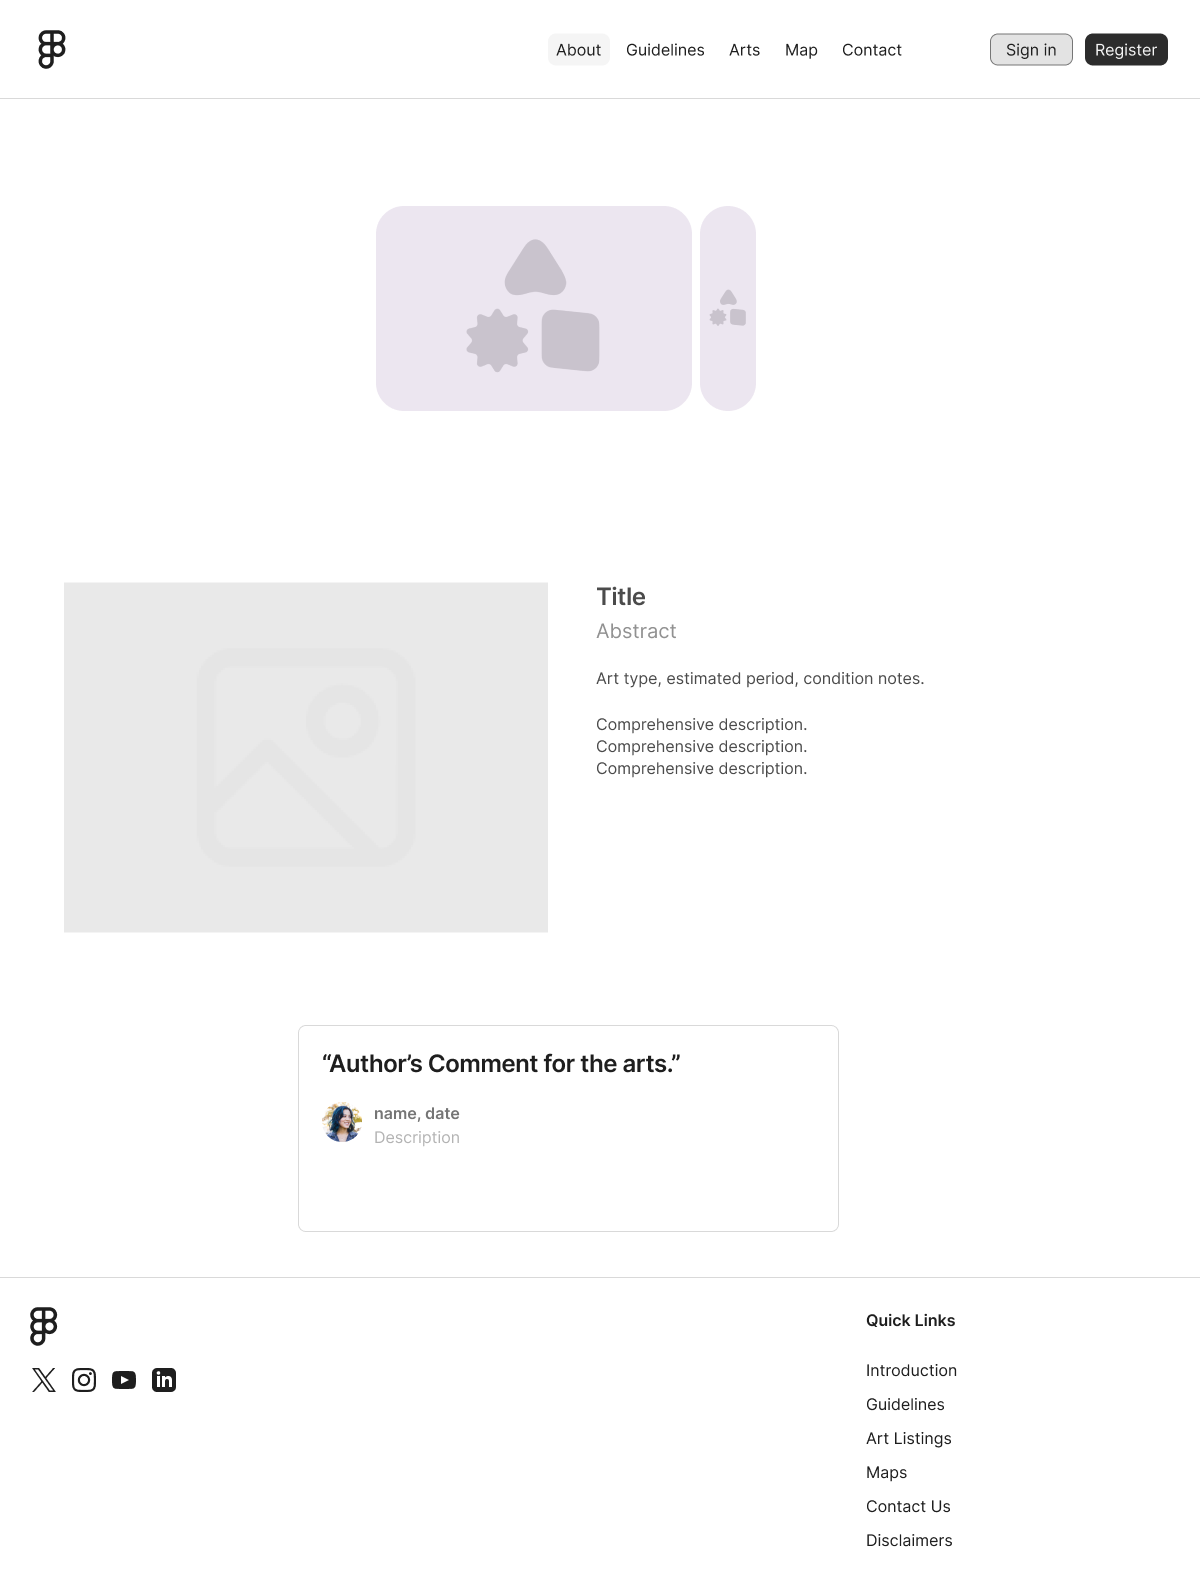 About
Guidelines
Arts
Map
Contact
Sign in
Register
Title
Abstract
Art type, estimated period, condition notes.
Comprehensive description.
Comprehensive description.
Comprehensive description.
“Author’s Comment for the arts.”
name, date
Description
Quick Links
Introduction
Guidelines
Art Listings
Maps
Contact Us
Disclaimers